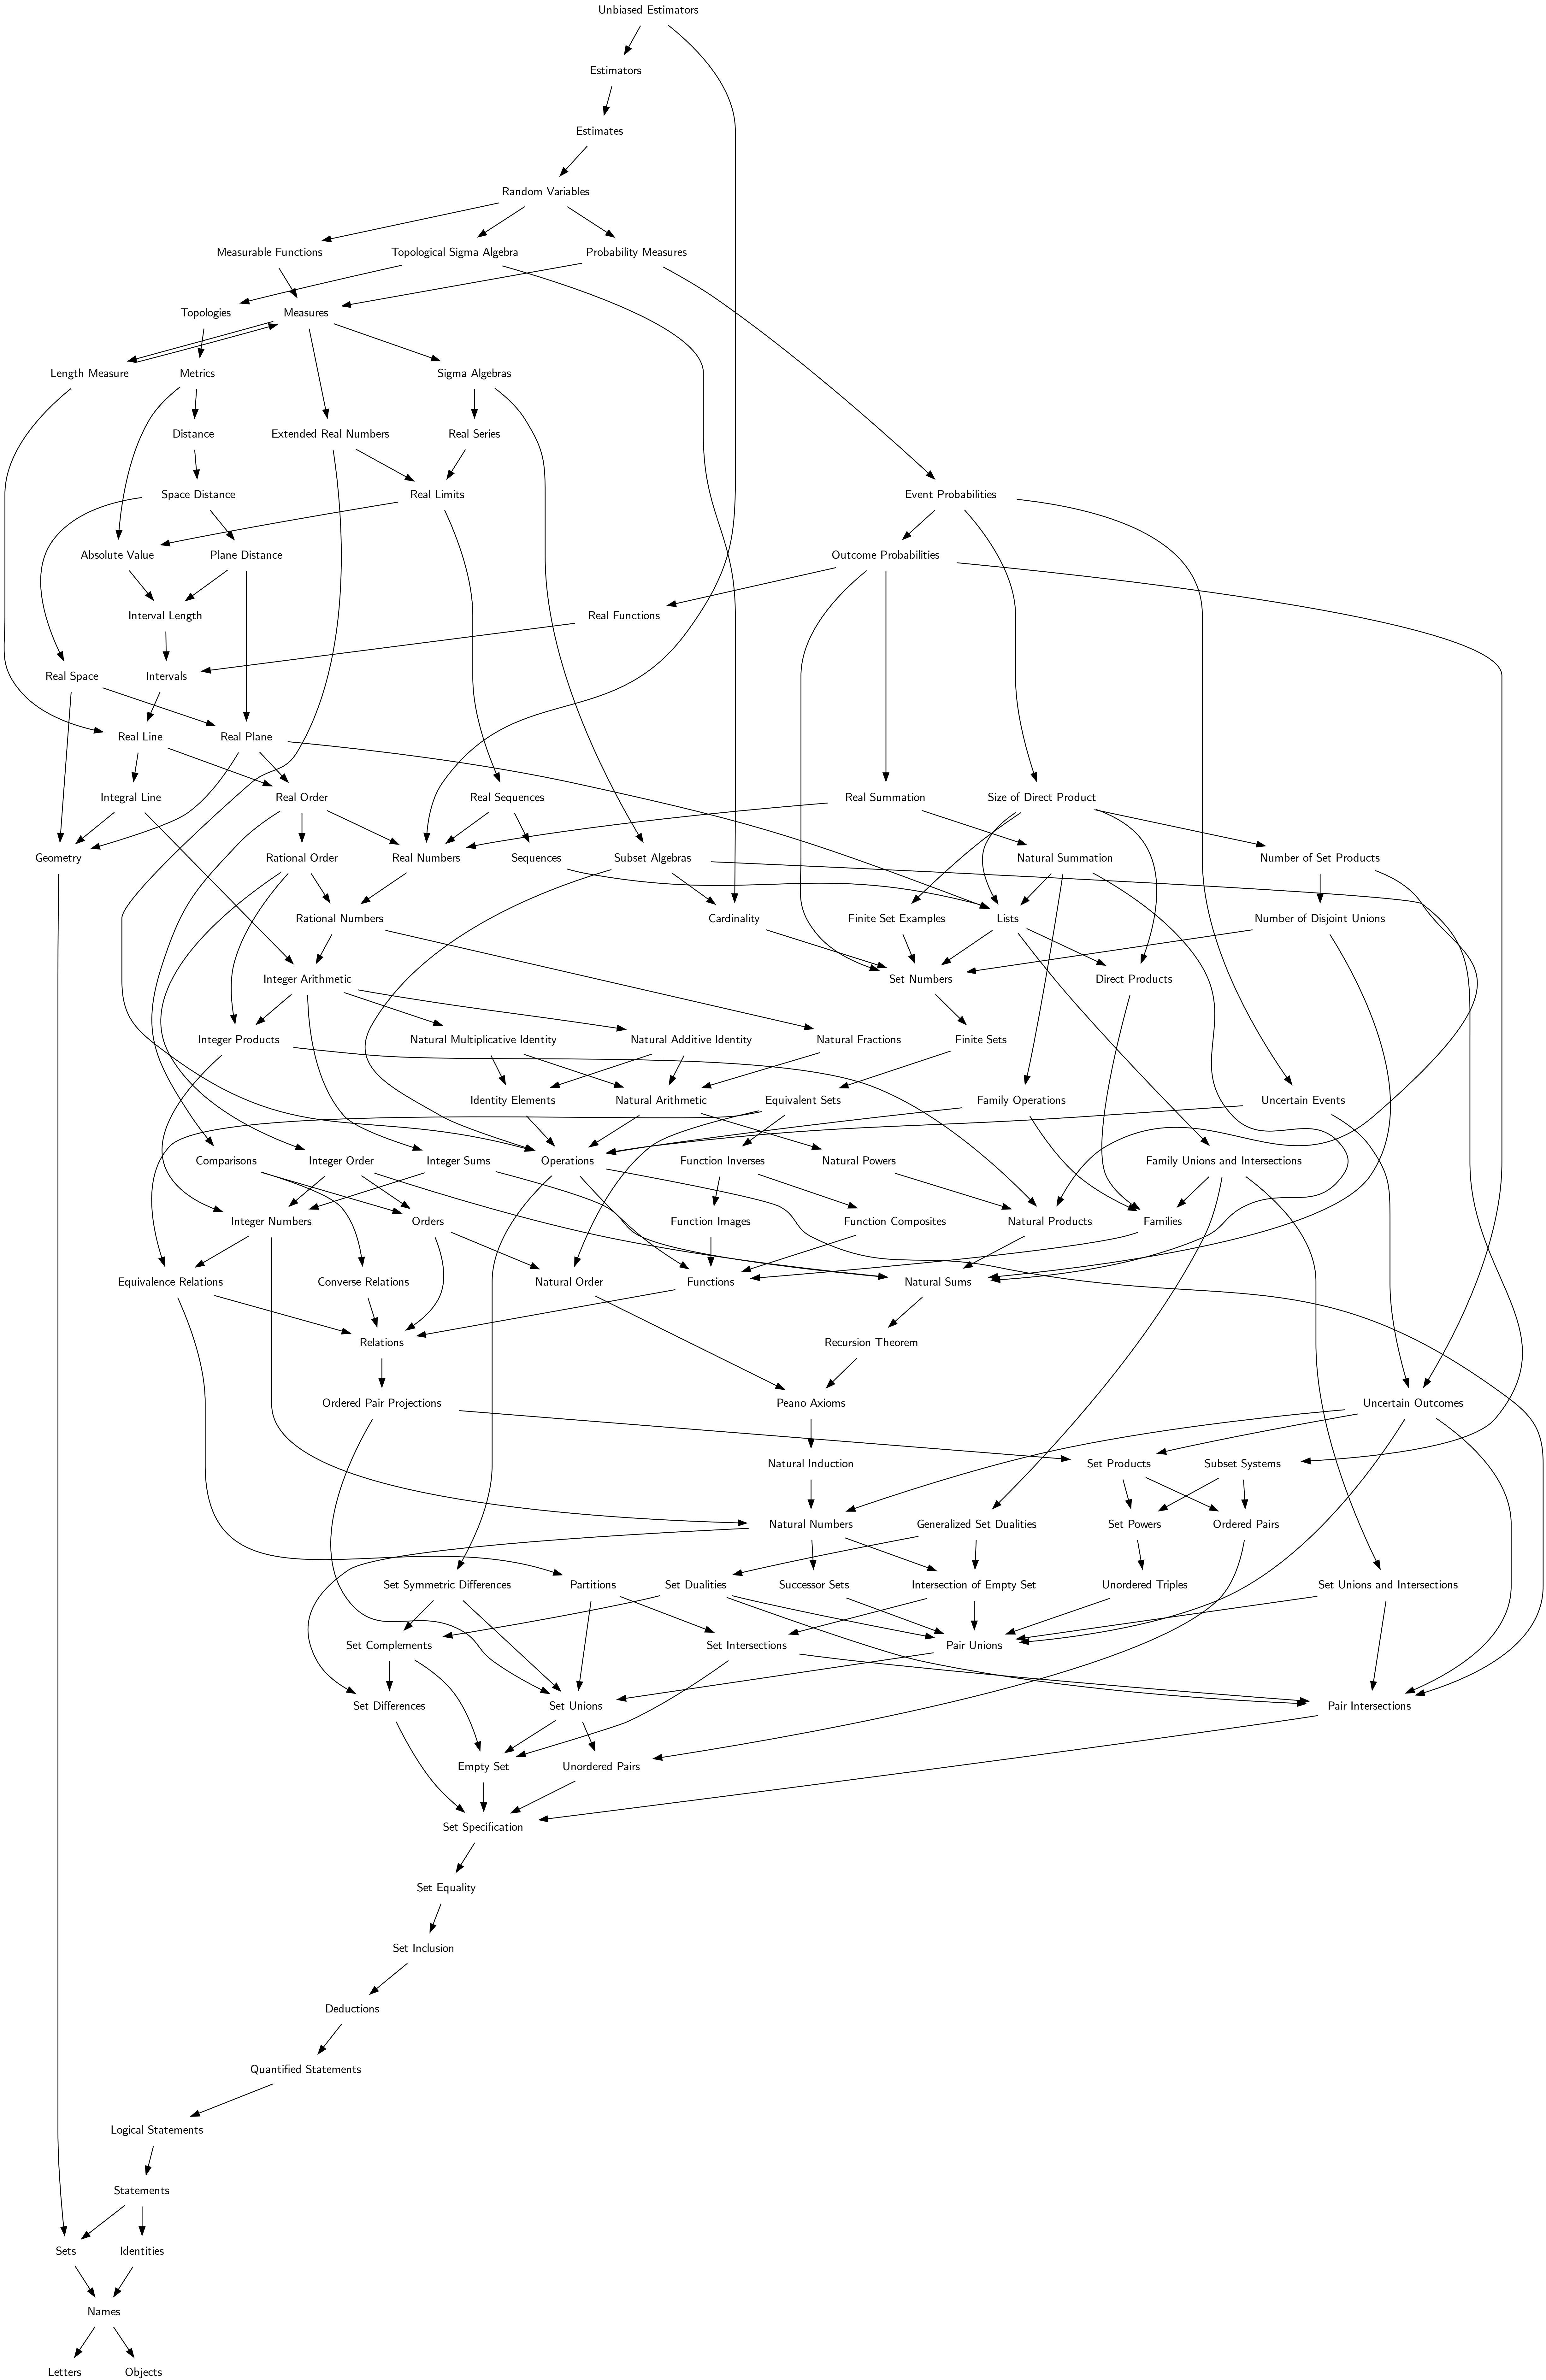 Unbiased Estimators
Estimators
Estimates
Random Variables
Measurable Functions
Topological Sigma Algebra
Probability Measures
Topologies
Measures
Length Measure
Metrics
Sigma Algebras
Distance
Extended Real Numbers
Real Series
Space Distance
Real Limits
Event Probabilities
Absolute Value
Plane Distance
Outcome Probabilities
Interval Length
Real Functions
Real Space
Intervals
Real Line
Real Plane
Integral Line
Real Order
Real Sequences
Real Summation
Size of Direct Product
Geometry
Rational Order
Real Numbers
Sequences
Subset Algebras
Natural Summation
Number of Set Products
Rational Numbers
Cardinality
Finite Set Examples
Lists
Number of Disjoint Unions
Integer Arithmetic
Set Numbers
Direct Products
Integer Products
Natural Multiplicative Identity
Natural Additive Identity
Natural Fractions
Finite Sets
Identity Elements
Natural Arithmetic
Equivalent Sets
Family Operations
Uncertain Events
Comparisons
Integer Order
Integer Sums
Operations
Function Inverses
Natural Powers
Family Unions and Intersections
Integer Numbers
Orders
Function Images
Function Composites
Natural Products
Families
Equivalence Relations
Converse Relations
Natural Order
Functions
Natural Sums
Relations
Recursion Theorem
Ordered Pair Projections
Peano Axioms
Uncertain Outcomes
Natural Induction
Set Products
Subset Systems
Natural Numbers
Generalized Set Dualities
Set Powers
Ordered Pairs
Set Symmetric Differences
Partitions
Set Dualities
Successor Sets
Intersection of Empty Set
Unordered Triples
Set Unions and Intersections
Set Complements
Set Intersections
Pair Unions
Set Differences
Set Unions
Pair Intersections
Empty Set
Unordered Pairs
Set Specification
Set Equality
Set Inclusion
Deductions
Quantified Statements
Logical Statements
Statements
Sets
Identities
Names
Letters
Objects